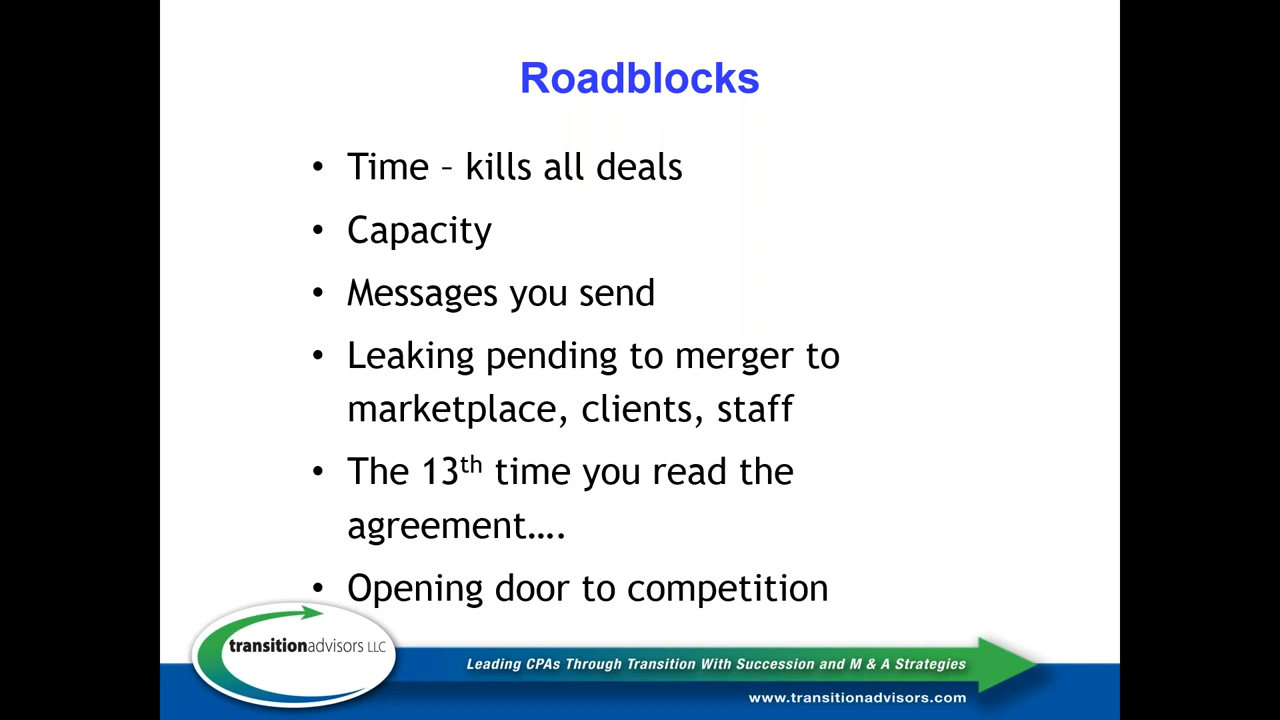 Roadblocks
• Time – kills all deals
• Capacity
• Messages you send
• Leaking pending to merger to
marketplace, clients, staff
• The 13th time you read the
agreement….
• Opening door to competition
transitionadvisors LLC
Leading CPAs Through Transition With Succession and M & A Strategies
www.transitionadvisors.com